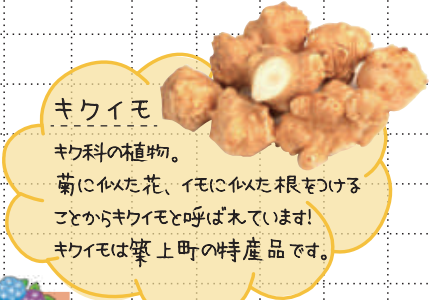 キクイモ
キク科の植物。
菊に似た花、イモに似た根をつける
ことからキクイモと呼ばれています!
キクイモは築上町の特産品です。